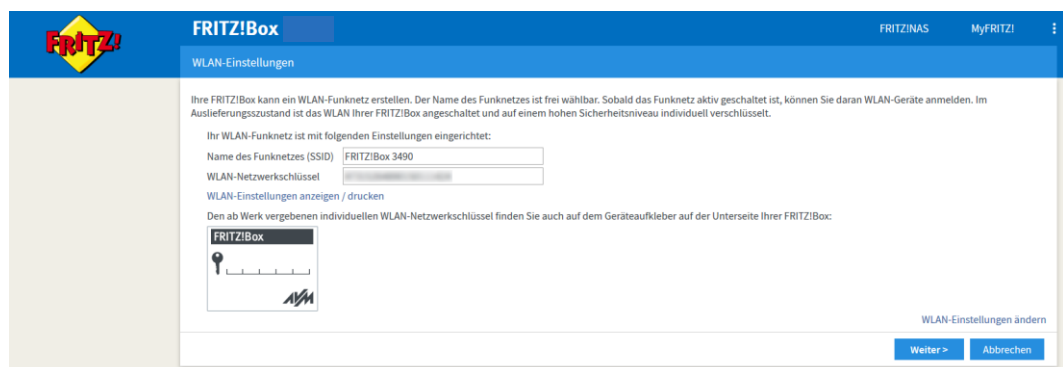 FRITZ!
FRITZ!Box
FRITZ!NAS
MyFRITZ!
WLAN-Einstellungen
Ihre FRITZ!Box kann ein WLAN-Funknetz erstellen. Der Name des Funknetzes ist frei wählbar. Sobald das Funknetz aktiv geschaltet ist, können Sie daran WLAN-Geräte anmelden. Im
Auslieferungszustand ist das WLAN Ihrer FRITZ!Box angeschaltet und auf einem hohen Sicherheitsniveau individuell verschlüsselt.
Ihr WLAN-Funknetz ist mit folgenden Einstellungen eingerichtet:
Name des Funknetzes (SSID) FRITZ!Box 3490
WLAN-Netzwerkschlüssel
WLAN-Einstellungen anzeigen / drucken
Den ab Werk vergebenen individuellen WLAN-Netzwerkschlüssel finden Sie auch auf dem Geräteaufkleber auf der Unterseite Ihrer FRITZ!Box:
FRITZ!Box
AVM
WLAN-Einstellungen ändern
Weiter >
Abbrechen